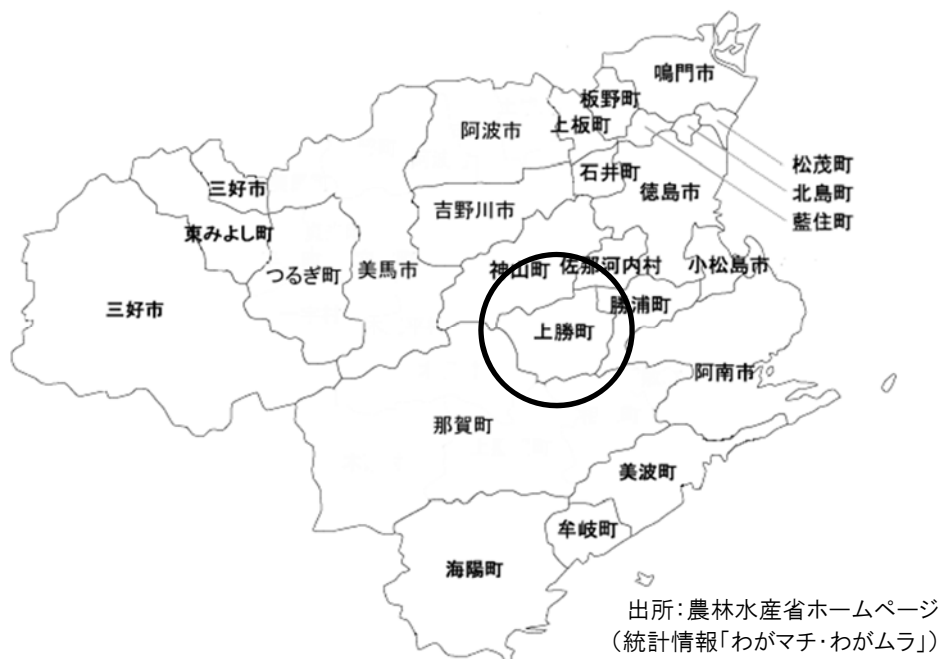 鳴門市
板野町
阿波市
上板町
松茂町
石井町
三好市
徳島市
北島町
吉野川市
藍住町
東みよし町
神山町
佐那河内村
小松島市
つるぎ町
美馬市
勝浦町
三好市
上勝町
阿南市
那賀町
美波町
牟岐町
海陽町
出所：農林水産省ホームページ
（統計情報「わがマチ・わがムラ」）